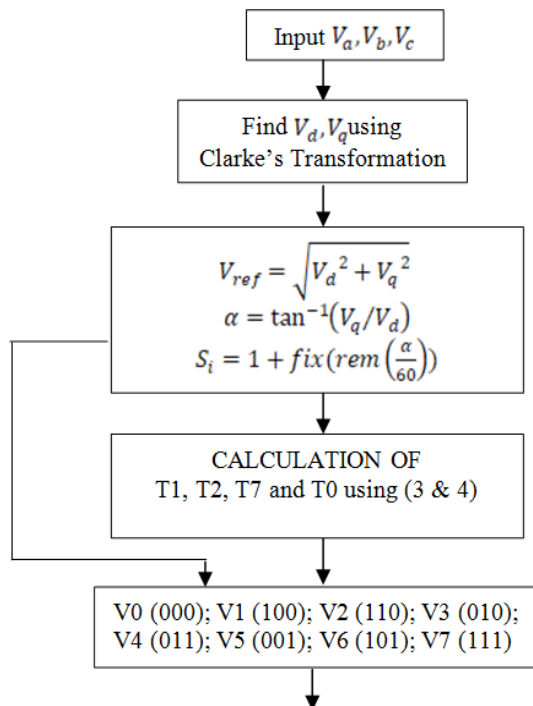 Input V_a,V_b,V_c
Find V_d,V_q using
Clarke's Transformation
V_ref = √(V_d² + V_q²)
α = tan⁻¹(V_q/V_d)
S_i = 1 + fix(rem(α/60))
CALCULATION OF
T1, T2, T7 and T0 using (3 & 4)
V0 (000); V1 (100); V2 (110); V3 (010);
V4 (011); V5 (001); V6 (101); V7 (111)